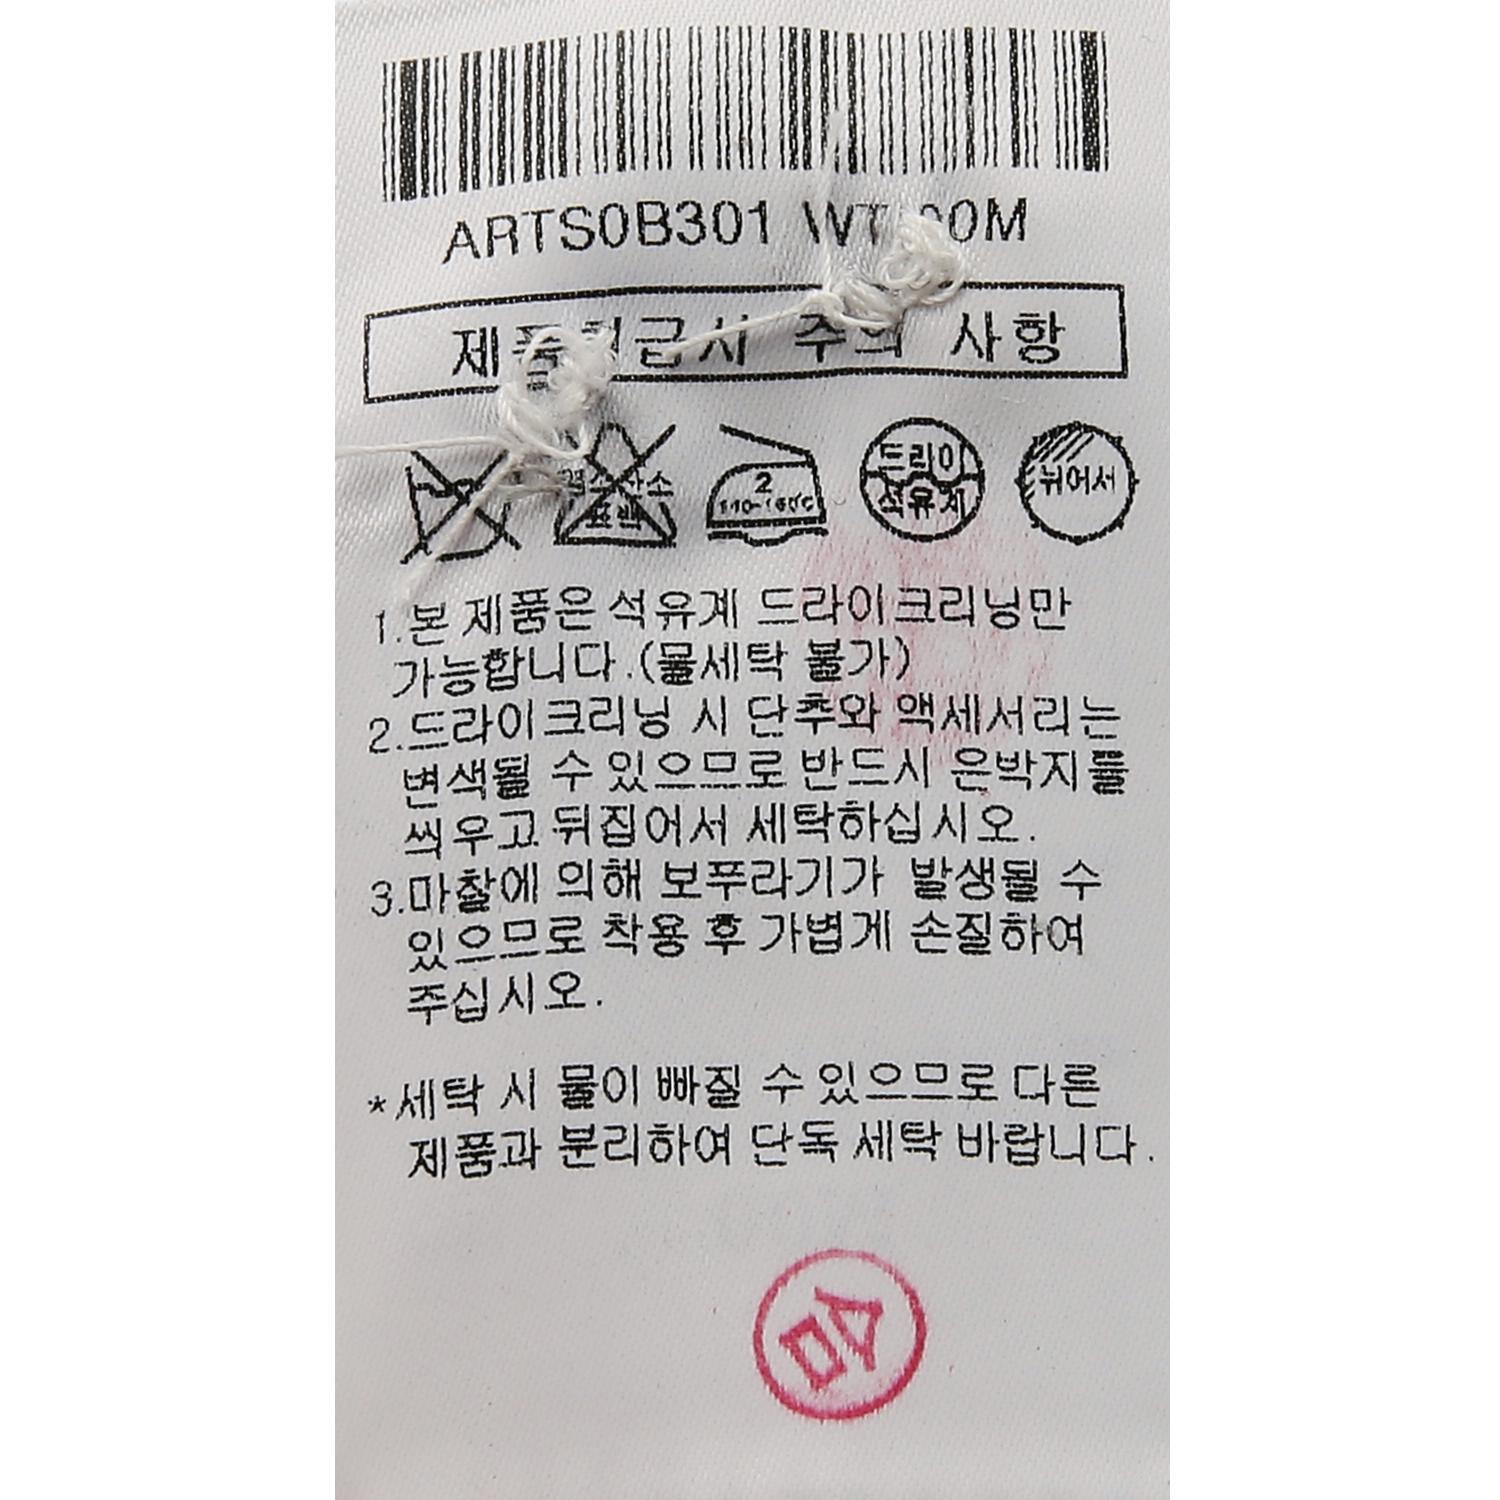 ARTS0B301
사항
드라이
석유계
2
뉘어서
1.본 제품은 석유계 드라이크리닝만
가능합니다.(물세탁 불가)
2.드라이크리닝 시 단추와 액세서리는
변색될 수 있으므로 반드시 은박지를
씌우고 뒤집어서 세탁하십시오.
3.마찰에 의해 보푸라기가 발생될 수
있으므로 착용 후 가볍게 손질하여
주십시오.
*세탁 시 물이 빠질 수 있으므로 다른
제품과 분리하여 단독 세탁 바랍니다.